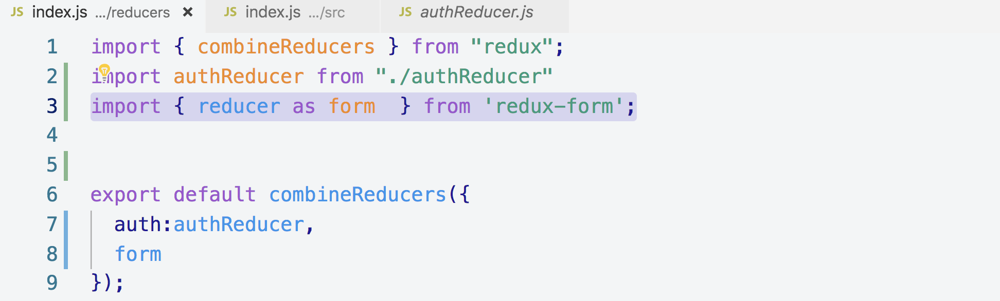 JS index.js .../reducers × JS index.js .../src JS authReducer.js
1 import { combineReducers } from "redux";
2 import authReducer from "./authReducer"
3 import { reducer as form  } from 'redux-form';
4
5
6 export default combineReducers({
7   auth:authReducer,
8   form
9 });